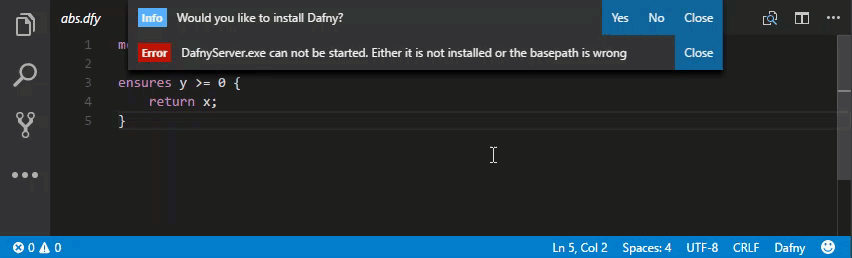 abs.dfy
Info Would you like to install Dafny? Yes No Close
Error DafnyServer.exe can not be started. Either it is not installed or the basepath is wrong Close
1
2
3 ensures y >= 0 {
4 return x;
5 }
0 0 Ln 5, Col 2 Spaces: 4 UTF-8 CRLF Dafny